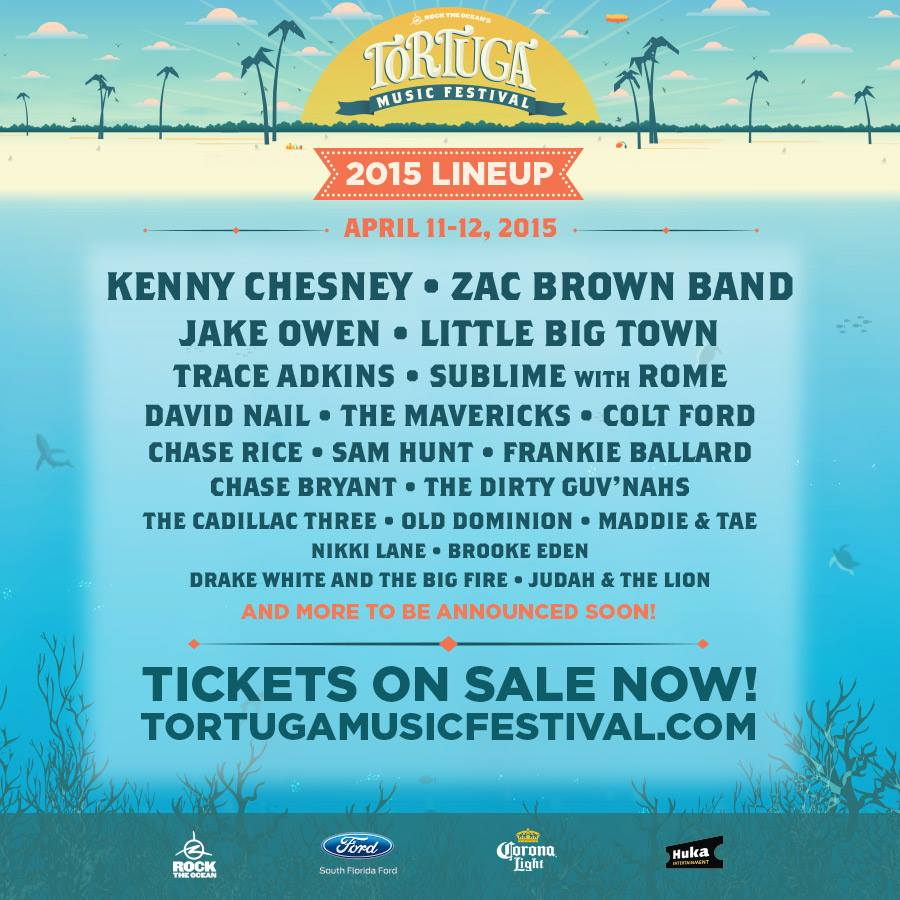 ROCK THE OCEAN'S
TORTUGA
MUSIC FESTIVAL
2015 LINEUP
APRIL 11-12, 2015
KENNY CHESNEY • ZAC BROWN BAND
JAKE OWEN • LITTLE BIG TOWN
TRACE ADKINS • SUBLIME WITH ROME
DAVID NAIL • THE MAVERICKS • COLT FORD
CHASE RICE • SAM HUNT • FRANKIE BALLARD
CHASE BRYANT • THE DIRTY GUV'NAHS
THE CADILLAC THREE • OLD DOMINION • MADDIE & TAE
NIKKI LANE • BROOKE EDEN
DRAKE WHITE AND THE BIG FIRE • JUDAH & THE LION
AND MORE TO BE ANNOUNCED SOON!
TICKETS ON SALE NOW!
TORTUGAMUSICFESTIVAL.COM
ROCK
THE OCEAN
Ford
South Florida Ford
Corona
Light
Huka
ENTERTAINMENT